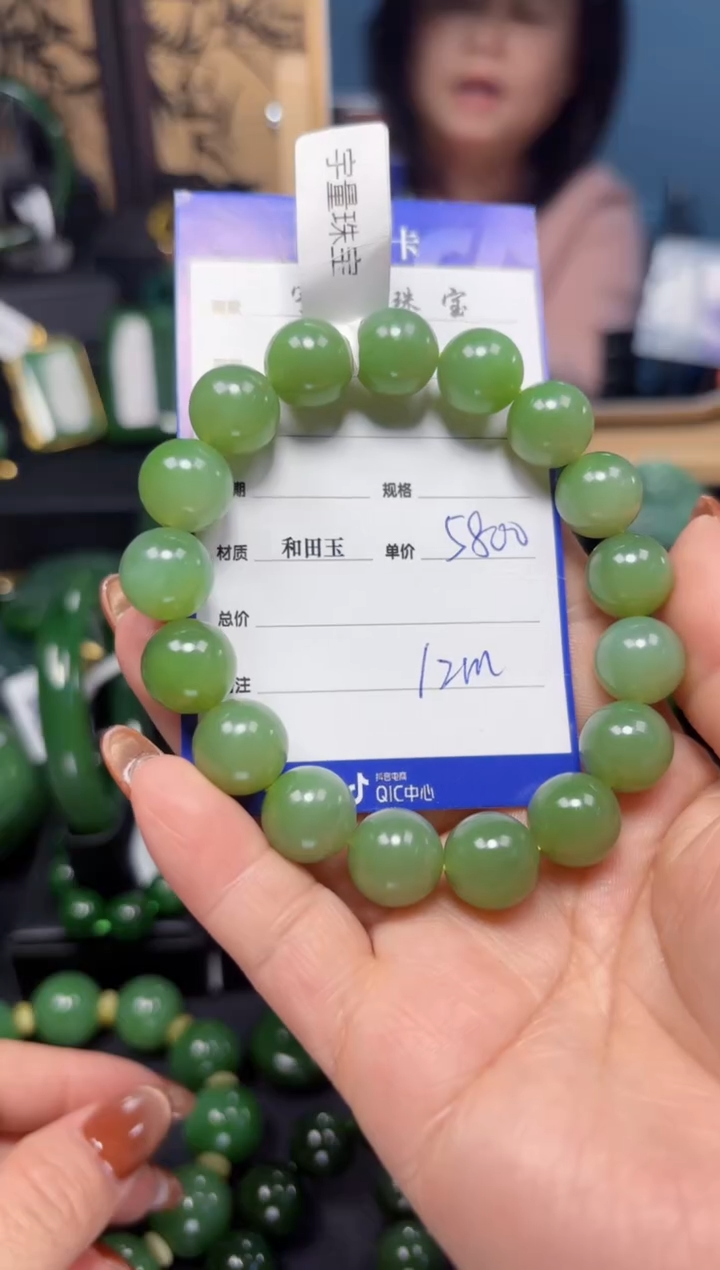 宇量珠宝
卡
珠宝
期
规格
材质 和田玉 单价 5800
总价
注 12m
抖音电商
QIC中心